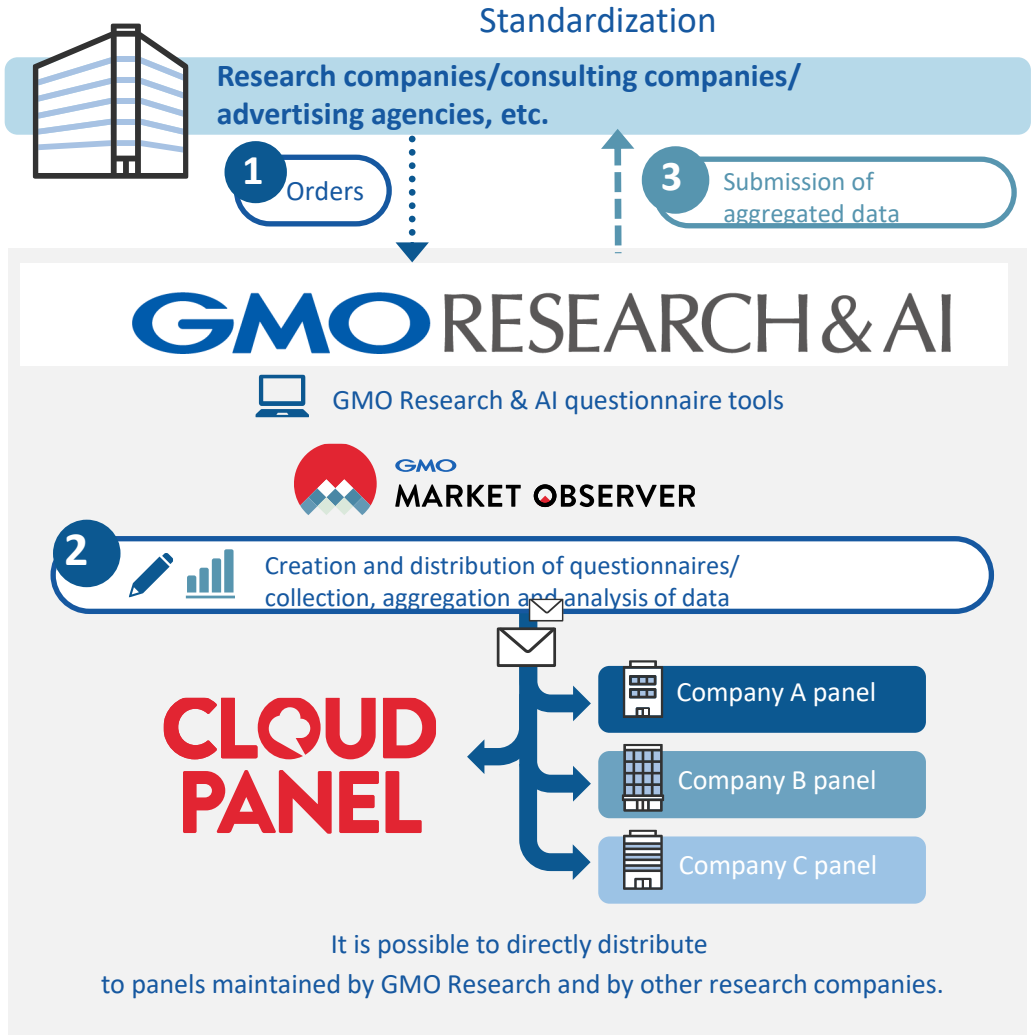 Standardization
Research companies/consulting companies/
advertising agencies, etc.
1
Orders
3
Submission of
aggregated data
GMO RESEARCH & AI
GMO Research & AI questionnaire tools
GMO
MARKET OBSERVER
2
Creation and distribution of questionnaires/
collection, aggregation and analysis of data
CLOUD
PANEL
Company A panel
Company B panel
Company C panel
It is possible to directly distribute
to panels maintained by GMO Research and by other research companies.